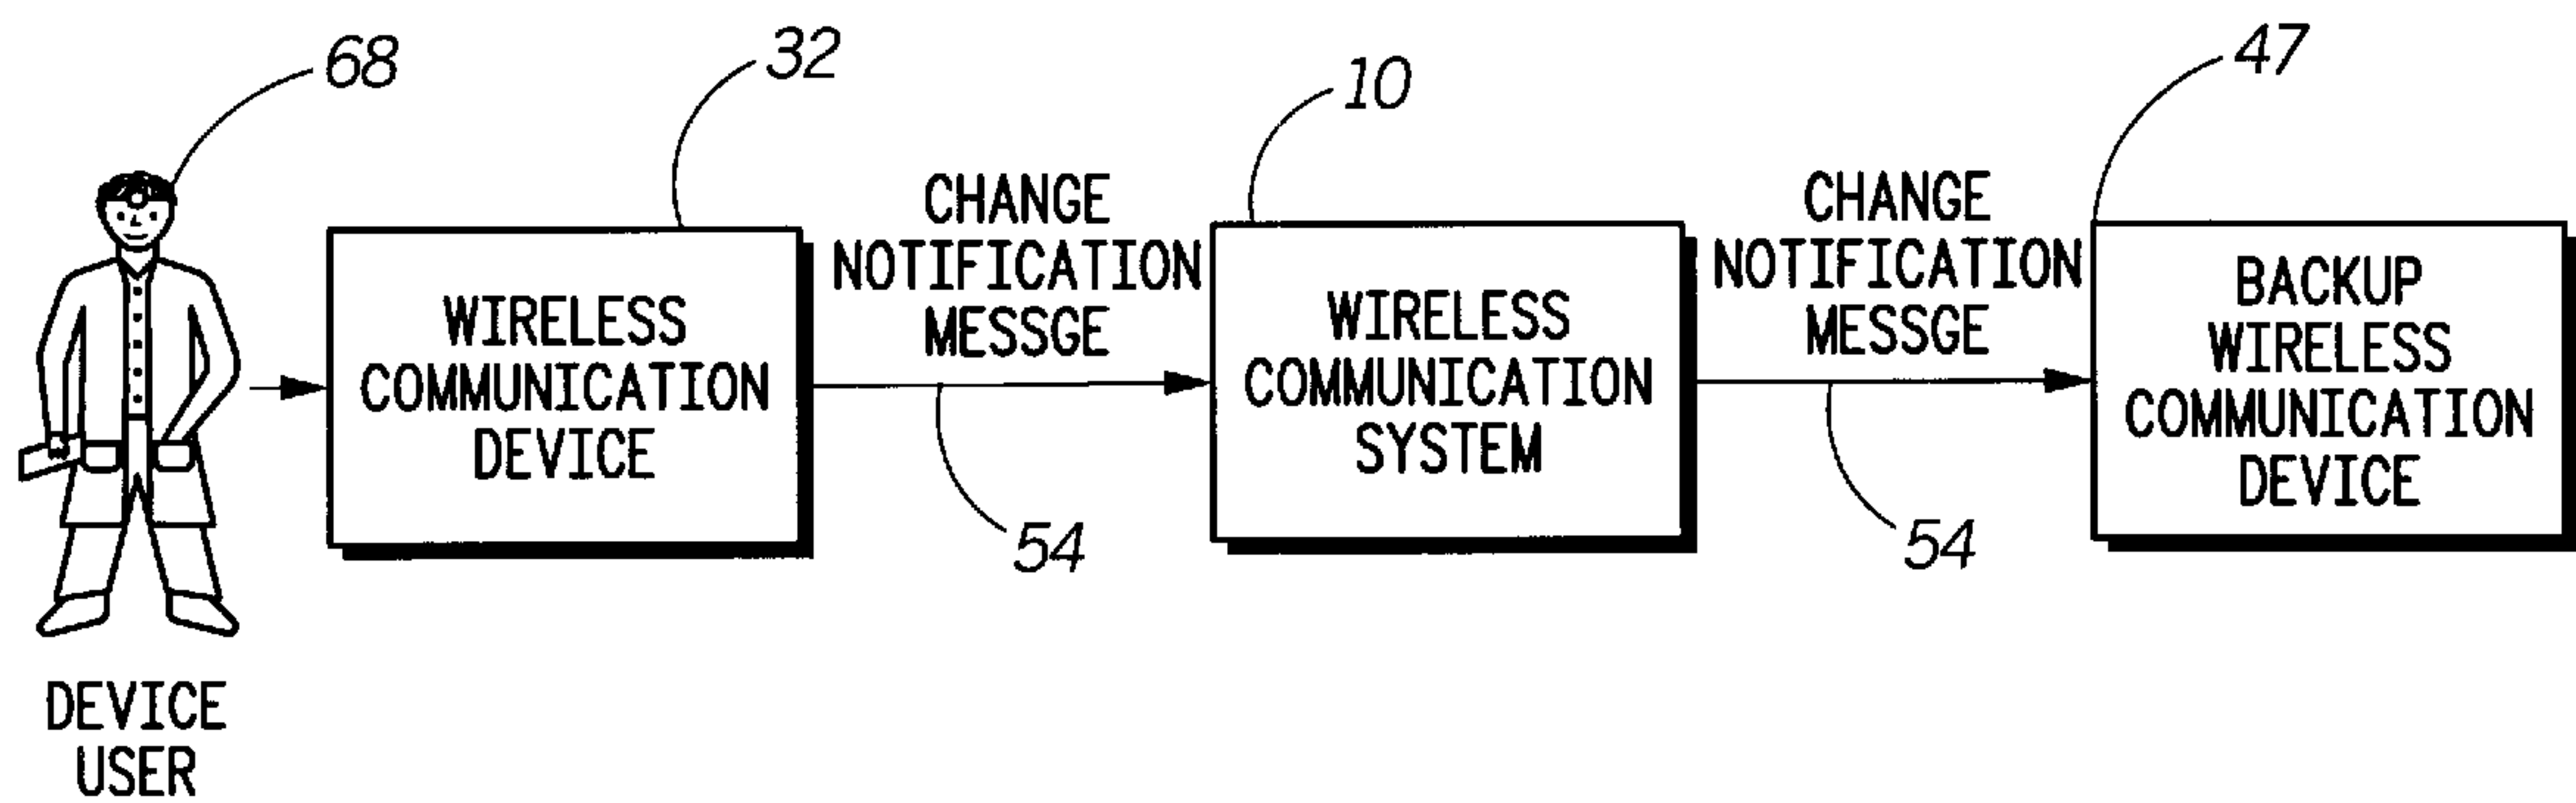 68
32
10
47
CHANGE
NOTIFICATION
MESSGE
CHANGE
NOTIFICATION
MESSGE
WIRELESS
COMMUNICATION
DEVICE
WIRELESS
COMMUNICATION
SYSTEM
BACKUP
WIRELESS
COMMUNICATION
DEVICE
54
54
DEVICE
USER